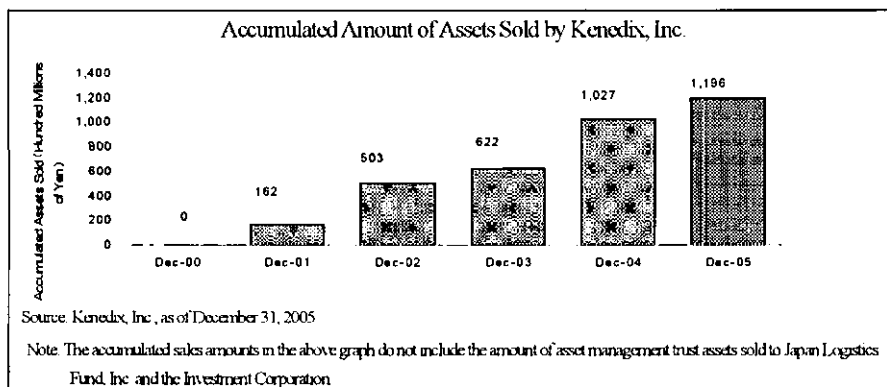 Accumulated Amount of Assets Sold by Kenedix, Inc.
Accumulated Assets Sold (Hundred Millions
of Yen)
1,400
1,200
1,000
800
600
400
200
0
0
162
503
622
1,027
1,196
Dec-00
Dec-01
Dec-02
Dec-03
Dec-04
Dec-05
Source. Kenedix, Inc., as of December 31, 2005
Note. The accumulated sales amounts in the above graph do not include the amount of asset management trust assets sold to Japan Logistics
Fund, Inc. and the Investment Corporation